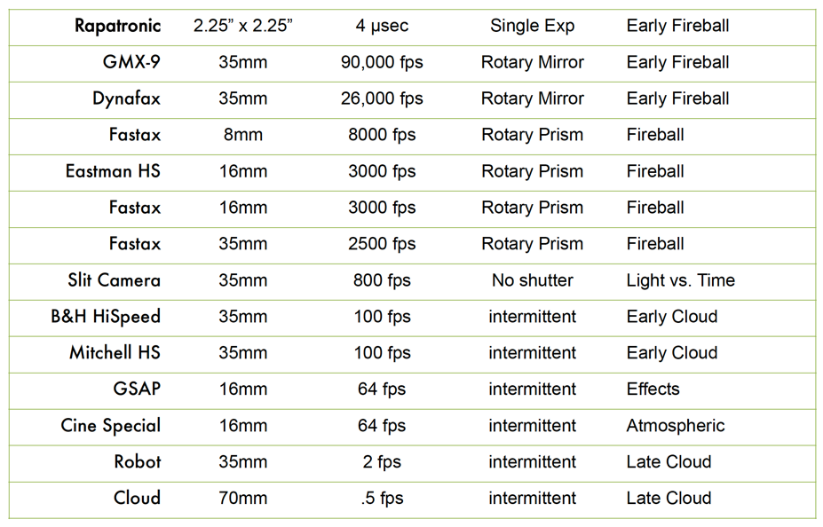 Rapatronic 2.25” x 2.25” 4 µsec Single Exp Early Fireball
GMX-9 35mm 90,000 fps Rotary Mirror Early Fireball
Dynafax 35mm 26,000 fps Rotary Mirror Early Fireball
Fastax 8mm 8000 fps Rotary Prism Fireball
Eastman HS 16mm 3000 fps Rotary Prism Fireball
Fastax 16mm 3000 fps Rotary Prism Fireball
Fastax 35mm 2500 fps Rotary Prism Fireball
Slit Camera 35mm 800 fps No shutter Light vs. Time
B&H HiSpeed 35mm 100 fps intermittent Early Cloud
Mitchell HS 35mm 100 fps intermittent Early Cloud
GSAP 16mm 64 fps intermittent Effects
Cine Special 16mm 64 fps intermittent Atmospheric
Robot 35mm 2 fps intermittent Late Cloud
Cloud 70mm .5 fps intermittent Late Cloud